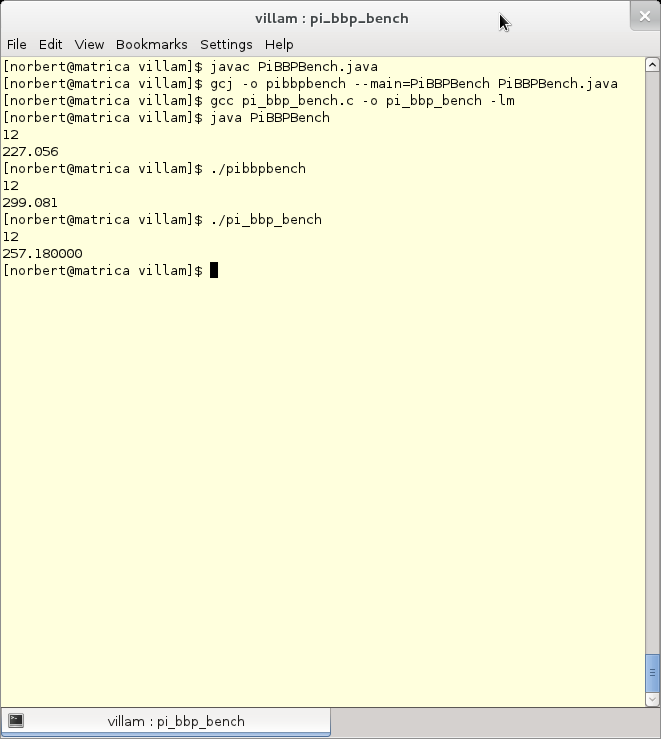 villam : pi_bbp_bench
File Edit View Bookmarks Settings Help
[norbert@matrica villam]$ javac PiBBPBench.java
[norbert@matrica villam]$ gcj -o pibbpbench --main=PiBBPBench PiBBPBench.java
[norbert@matrica villam]$ gcc pi_bbp_bench.c -o pi_bbp_bench -lm
[norbert@matrica villam]$ java PiBBPBench
12
227.056
[norbert@matrica villam]$ ./pibbpbench
12
299.081
[norbert@matrica villam]$ ./pi_bbp_bench
12
257.180000
[norbert@matrica villam]$
villam : pi_bbp_bench